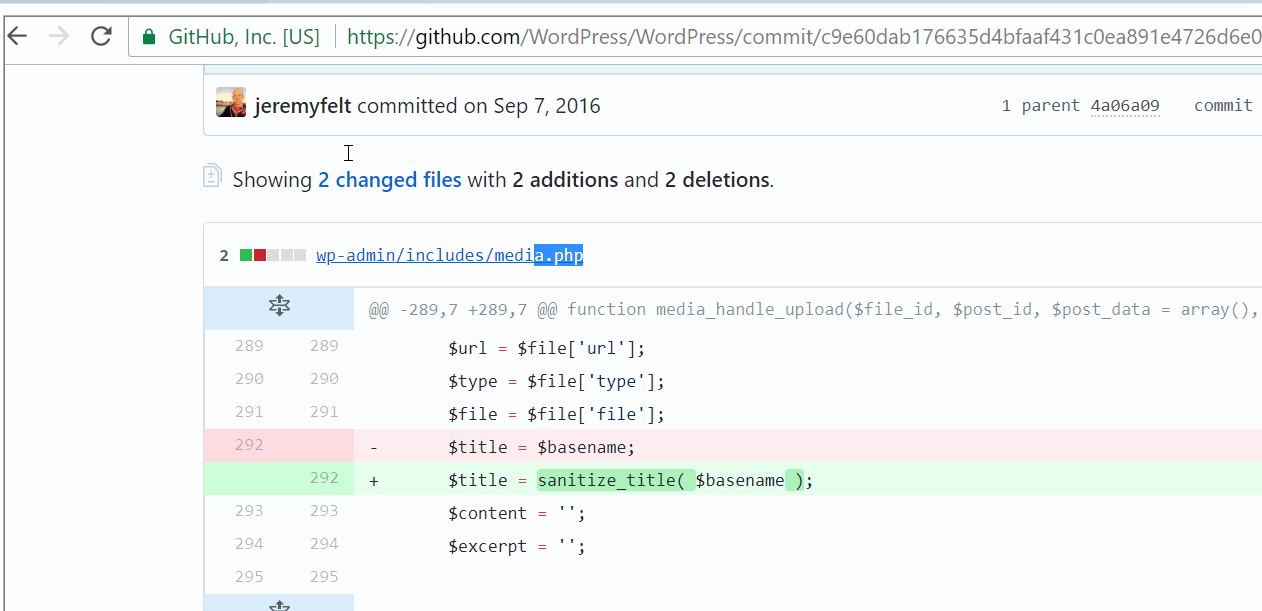 GitHub, Inc. [US] https://github.com/WordPress/WordPress/commit/c9e60dab176635d4bfaaf431c0ea891e4726d6e0
jeremyfelt committed on Sep 7, 2016 1 parent 4a06a09 commit
Showing 2 changed files with 2 additions and 2 deletions.
2 wp-admin/includes/media.php
@@ -289,7 +289,7 @@ function media_handle_upload($file_id, $post_id, $post_data = array(),
289 289 $url = $file['url'];
290 290 $type = $file['type'];
291 291 $file = $file['file'];
292 - $title = $basename;
292 + $title = sanitize_title( $basename );
293 293 $content = '';
294 294 $excerpt = '';
295 295